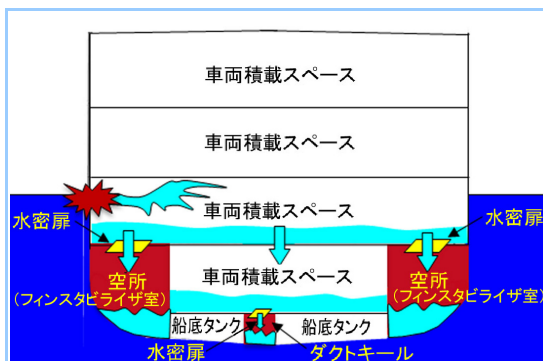 車両積載スペース
車両積載スペース
車両積載スペース
水密扉
水密扉
空所
(フィンスタビライザ室)
車両積載スペース
空所
(フィンスタビライザ室)
船底タンク
船底タンク
水密扉
ダクトキール